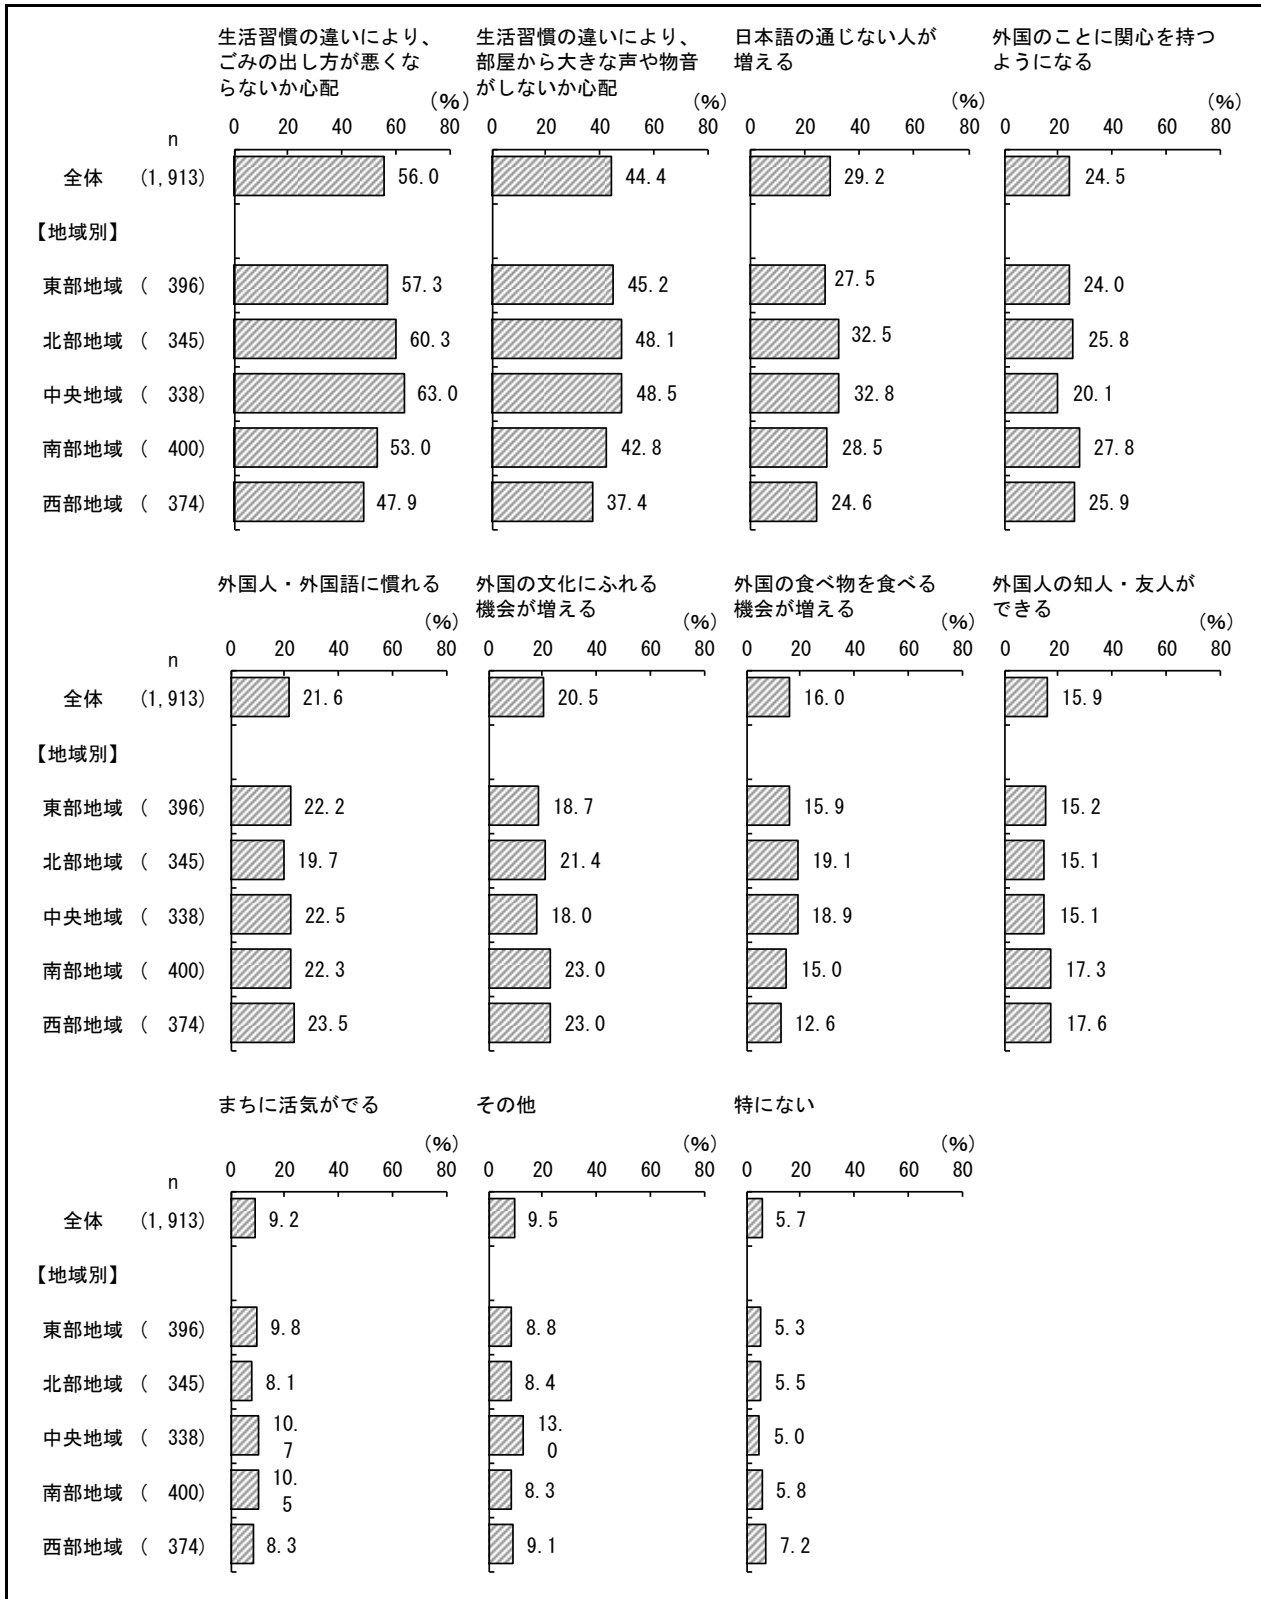 生活習慣の違いにより、
ごみの出し方が悪くな
らないか心配
生活習慣の違いにより、
部屋から大きな声や物音
がしないか心配
日本語の通じない人が
増える
外国のことに関心を持つ
ようになる
(%) (%) (%) (%)
n 0 20 40 60 80 0 20 40 60 80 0 20 40 60 80 0 20 40 60 80
全体 (1,913) 56.0 44.4 29.2 24.5
【地域別】
東部地域 ( 396) 57.3 45.2 27.5 24.0
北部地域 ( 345) 60.3 48.1 32.5 25.8
中央地域 ( 338) 63.0 48.5 32.8 20.1
南部地域 ( 400) 53.0 42.8 28.5 27.8
西部地域 ( 374) 47.9 37.4 24.6 25.9
外国人・外国語に慣れる
外国の文化にふれる
機会が増える
外国の食べ物を食べる
機会が増える
外国人の知人・友人が
できる
(%) (%) (%) (%)
n 0 20 40 60 80 0 20 40 60 80 0 20 40 60 80 0 20 40 60 80
全体 (1,913) 21.6 20.5 16.0 15.9
【地域別】
東部地域 ( 396) 22.2 18.7 15.9 15.2
北部地域 ( 345) 19.7 21.4 19.1 15.1
中央地域 ( 338) 22.5 18.0 18.9 15.1
南部地域 ( 400) 22.3 23.0 15.0 17.3
西部地域 ( 374) 23.5 23.0 12.6 17.6
まちに活気がでる
その他
特にない
(%) (%) (%)
n 0 20 40 60 80 0 20 40 60 80 0 20 40 60 80
全体 (1,913) 9.2 9.5 5.7
【地域別】
東部地域 ( 396) 9.8 8.8 5.3
北部地域 ( 345) 8.1 8.4 5.5
中央地域 ( 338) 10.7 13.0 5.0
南部地域 ( 400) 10.5 8.3 5.8
西部地域 ( 374) 8.3 9.1 7.2